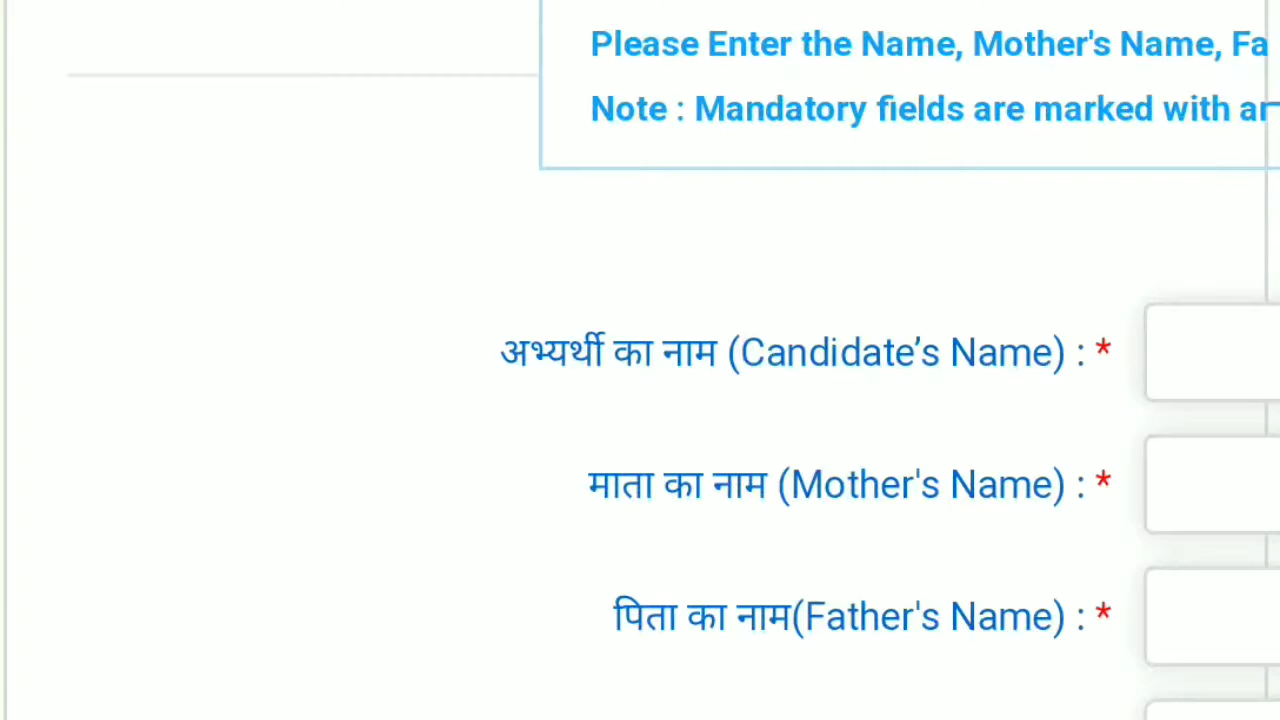 Please Enter the Name, Mother's Name, Fa
Note : Mandatory fields are marked with an
अभ्यर्थी का नाम (Candidate’s Name) : *
माता का नाम (Mother's Name) : *
पिता का नाम(Father's Name) : *